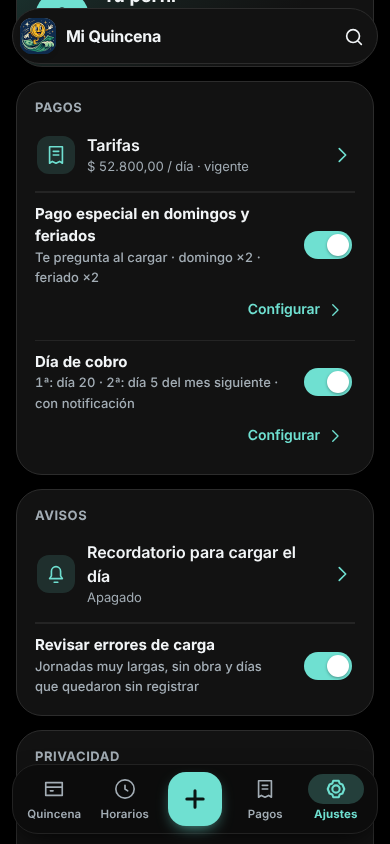 Mi Quincena
PAGOS
Tarifas
$ 52.800,00 / día · vigente
Pago especial en domingos y
feriados
Te pregunta al cargar · domingo ×2 ·
feriado ×2
Configurar
Día de cobro
1ª: día 20 · 2ª: día 5 del mes siguiente ·
con notificación
Configurar
AVISOS
Recordatorio para cargar el
día
Apagado
Revisar errores de carga
Jornadas muy largas, sin obra y días
que quedaron sin registrar
PRIVACIDAD
Quincena
Horarios
Pagos
Ajustes